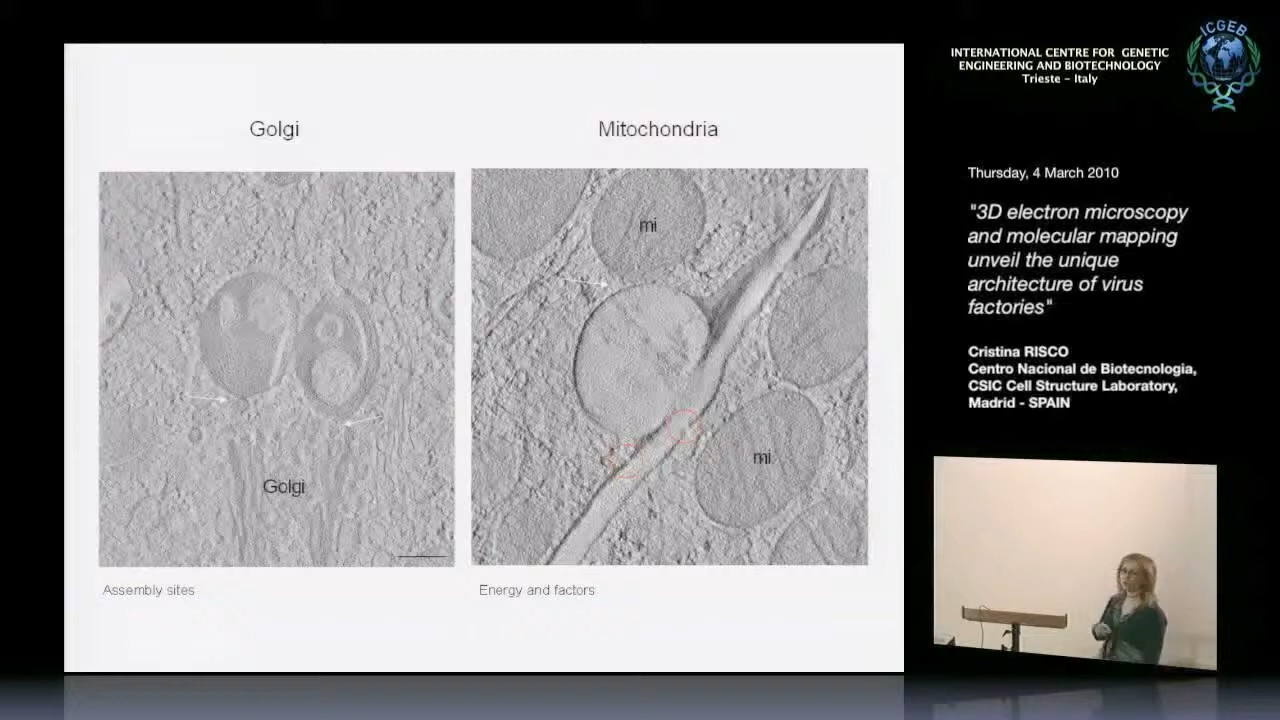 Golgi
Mitochondria
mi
mi
Golgi
Assembly sites
Energy and factors
ICGEB
INTERNATIONAL CENTRE FOR GENETIC
ENGINEERING AND BIOTECHNOLOGY
Trieste - Italy
Thursday, 4 March 2010
"3D electron microscopy
and molecular mapping
unveil the unique
architecture of virus
factories"
Cristina RISCO
Centro Nacional de Biotecnologia,
CSIC Cell Structure Laboratory,
Madrid - SPAIN